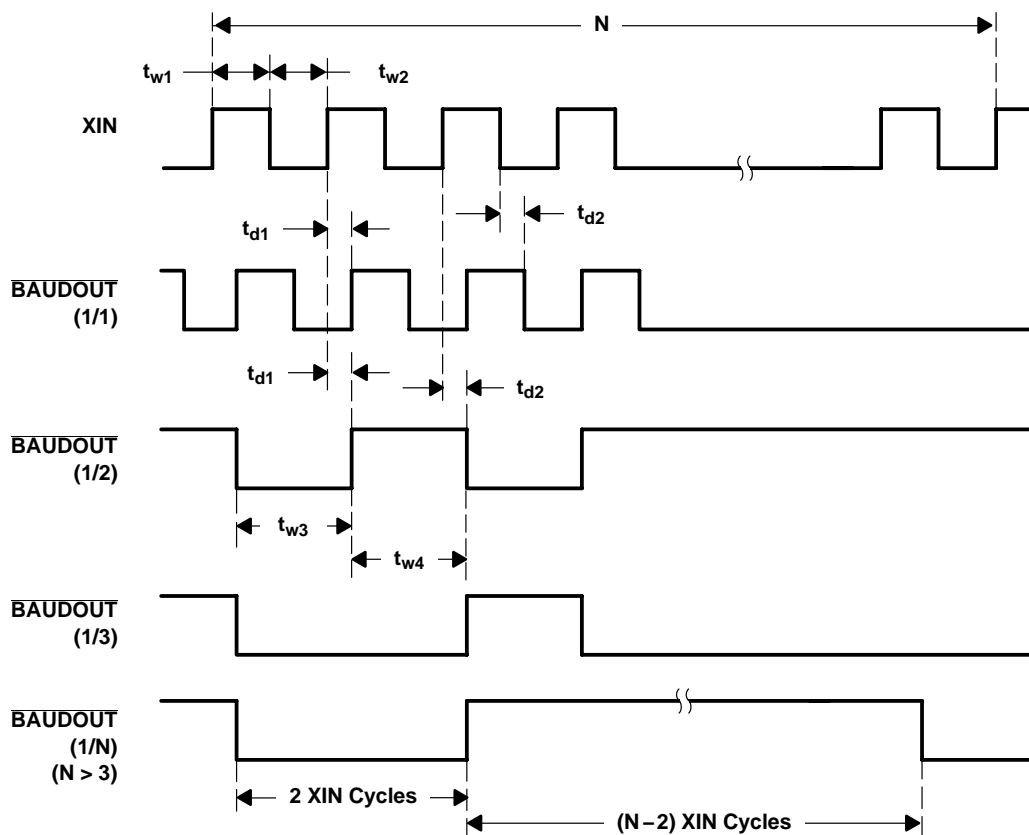 N
tw1
tw2
XIN
td1
td2
BAUDOUT
(1/1)
td1
td2
BAUDOUT
(1/2)
tw3
tw4
BAUDOUT
(1/3)
BAUDOUT
(1/N)
(N > 3)
2 XIN Cycles
(N−2) XIN Cycles